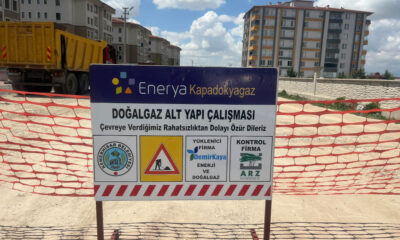 Enerya Kapadokyagaz
DOĞALGAZ ALT YAPI ÇALIŞMASI
Çevreye Verdiğimiz Rahatsızlıktan Dolayı Özür Dileriz
YÜKLENİCİ
FİRMA
DemirKaya
ENERJİ VE
DOĞALGAZ
KONTROL
FİRMA
ARZ